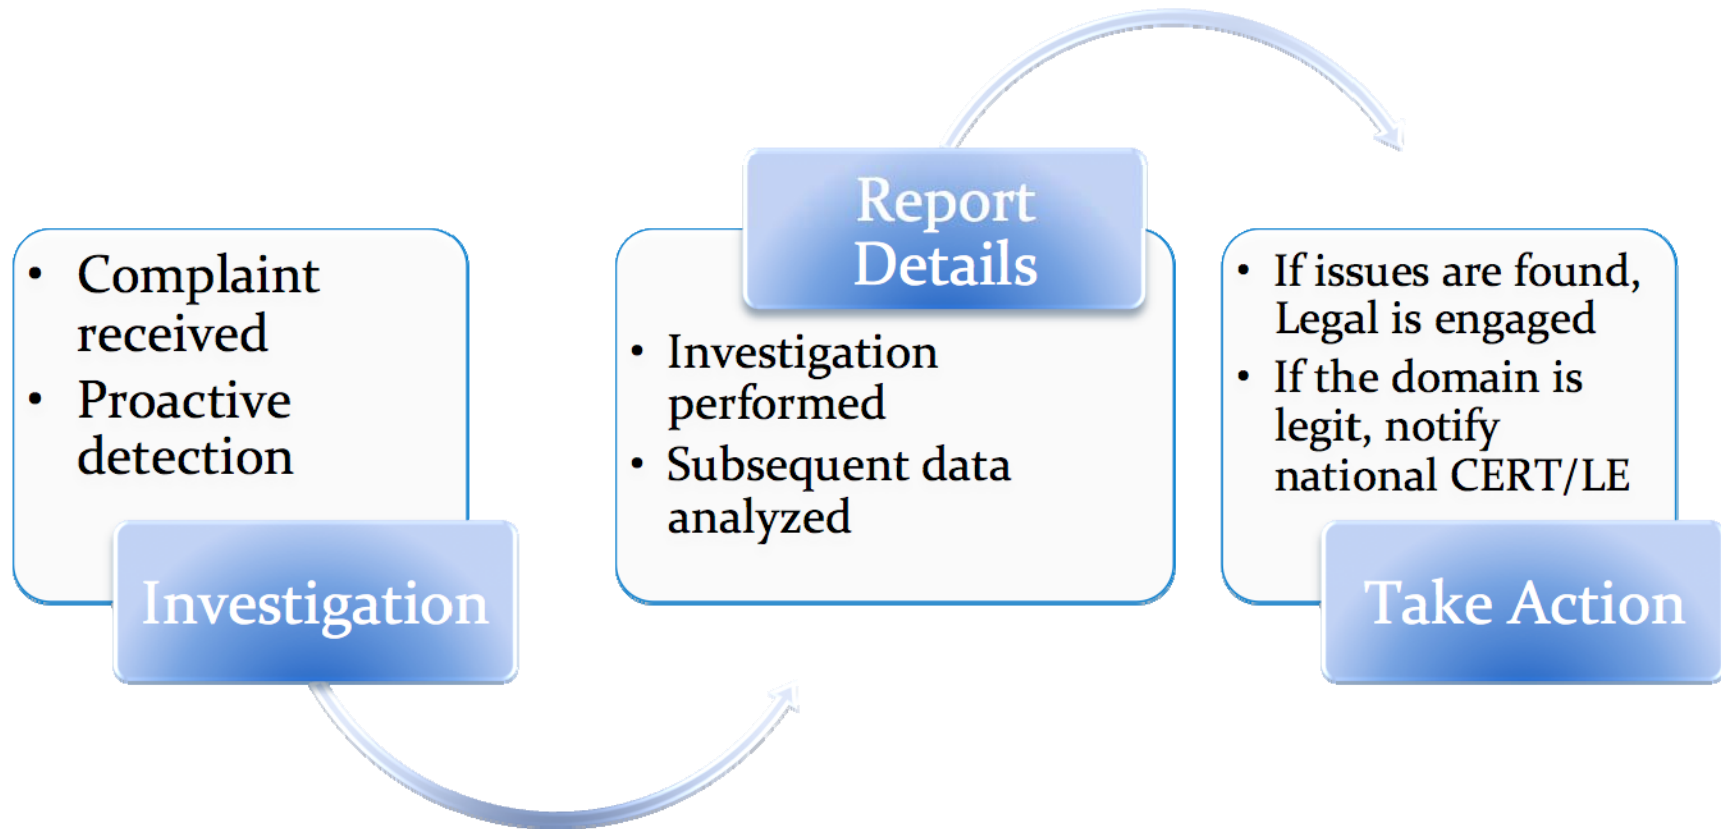 • Complaint
received
• Proactive
detection
Investigation
Report
Details
• Investigation
performed
• Subsequent data
analyzed
• If issues are found,
Legal is engaged
• If the domain is
legit, notify
national CERT/LE
Take Action